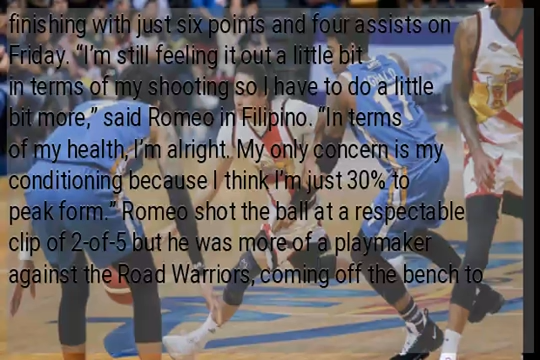 finishing with just six points and four assists on
Friday. “I’m still feeling it out a little bit
in terms of my shooting so I have to do a little
bit more,” said Romeo in Filipino. “In terms
of my health, I’m alright. My only concern is my
conditioning because I think I’m just 30% to
peak form.” Romeo shot the ball at a respectable
clip of 2-of-5 but he was more of a playmaker
against the Road Warriors, coming off the bench to